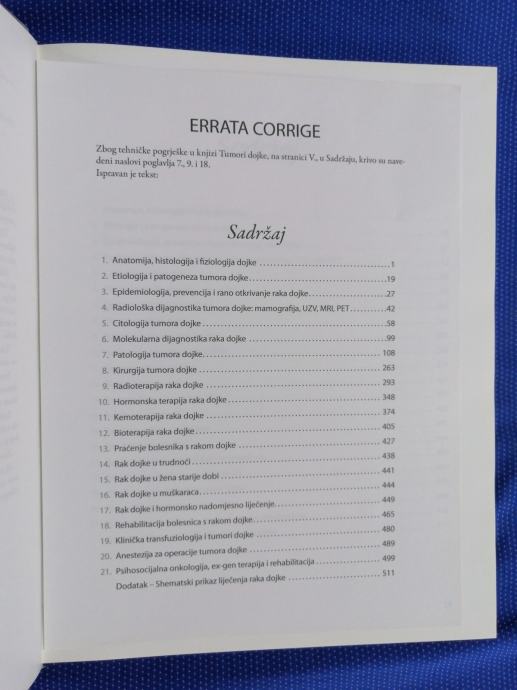 ERRATA CORRIGE
Zbog tehničke pogrješke u knjizi Tumori dojke, na stranici V., u Sadržaju, krivo su nave-
deni naslovi poglavlja 7., 9. i 18.
Ispravan je tekst:
Sadržaj
1. Anatomija, histologija i fiziologija dojke ........ 1
2. Etiologija i patogeneza tumora dojke ........ 19
3. Epidemiologija, prevencija i rano otkrivanje raka dojke ........ 27
4. Radiološka dijagnostika tumora dojke: mamografija, UZV, MRI, PET ........ 42
5. Citologija tumora dojke ........ 58
6. Molekularna dijagnostika raka dojke ........ 99
7. Patologija tumora dojke ........ 108
8. Kirurgija tumora dojke ........ 263
9. Radioterapija raka dojke ........ 293
10. Hormonska terapija raka dojke ........ 348
11. Kemoterapija raka dojke ........ 374
12. Bioterapija raka dojke ........ 405
13. Praćenje bolesnika s rakom dojke ........ 427
14. Rak dojke u trudnoći ........ 438
15. Rak dojke u žena starije dobi ........ 441
16. Rak dojke u muškaraca ........ 444
17. Rak dojke i hormonsko nadomjesno liječenje ........ 449
18. Rehabilitacija bolesnica s rakom dojke ........ 465
19. Klinička transfuziologija i tumori dojke ........ 480
20. Anestezija za operacije tumora dojke ........ 489
21. Psihosocijalna onkologija, ex-gen terapija i rehabilitacija ........ 499
Dodatak – Shematski prikaz liječenja raka dojke ........ 511